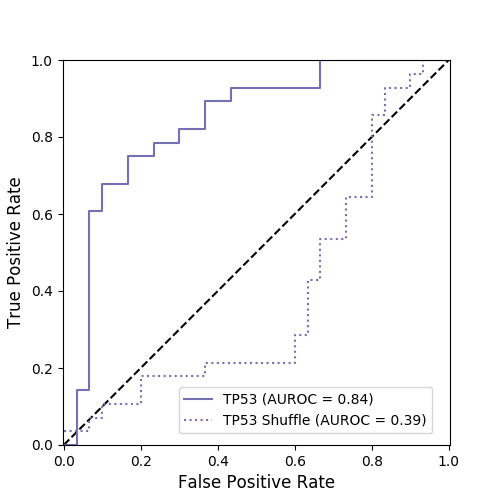 1.0
0.8
0.6
0.4
0.2
0.0
True Positive Rate
TP53 (AUROC = 0.84)
TP53 Shuffle (AUROC = 0.39)
0.0 0.2 0.4 0.6 0.8 1.0
False Positive Rate